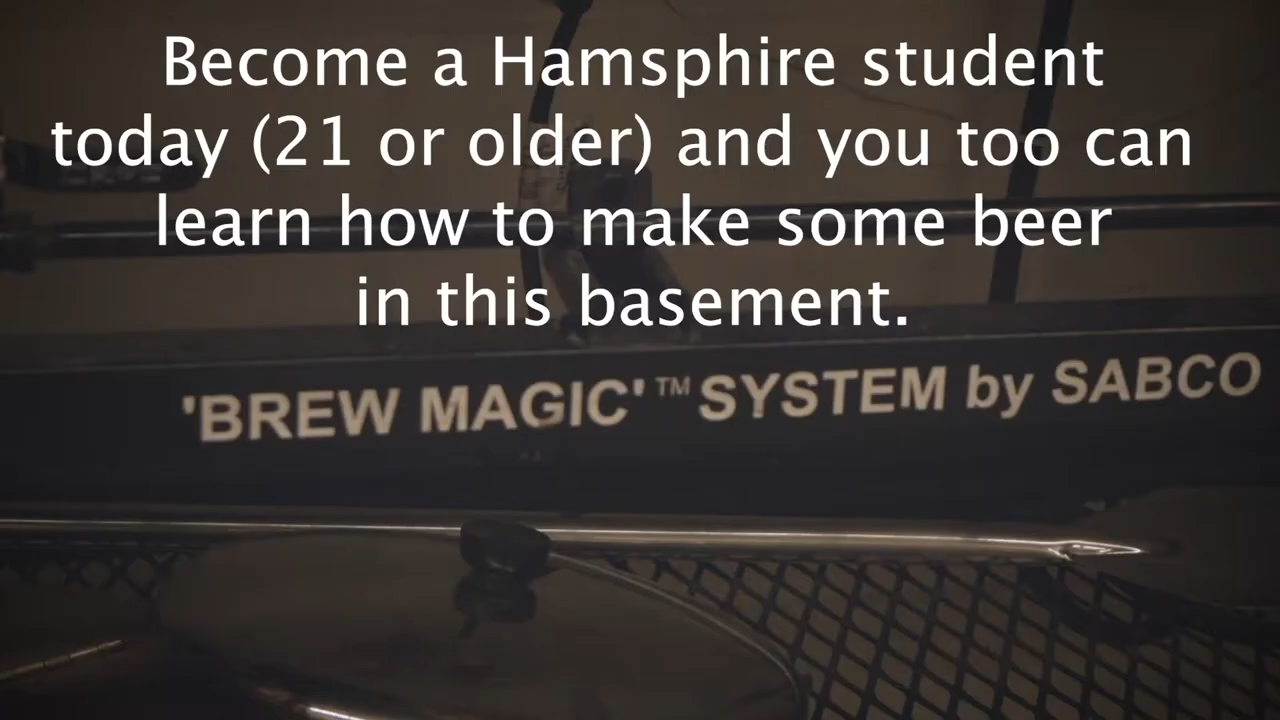 Become a Hamsphire student
today (21 or older) and you too can
learn how to make some beer
in this basement.
'BREW MAGIC'™ SYSTEM by SABCO